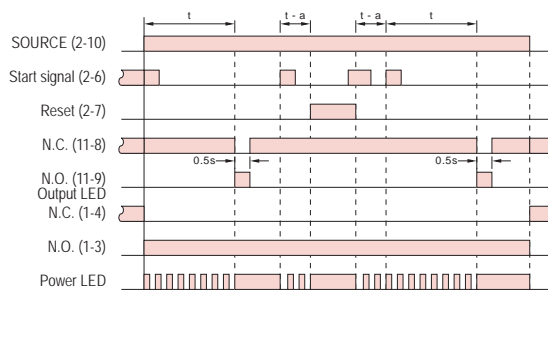 t t - a t - a t
SOURCE (2-10)
Start signal (2-6)
Reset (2-7)
N.C. (11-8)
0.5s 0.5s
N.O. (11-9)
Output LED
N.C. (1-4)
N.O. (1-3)
Power LED